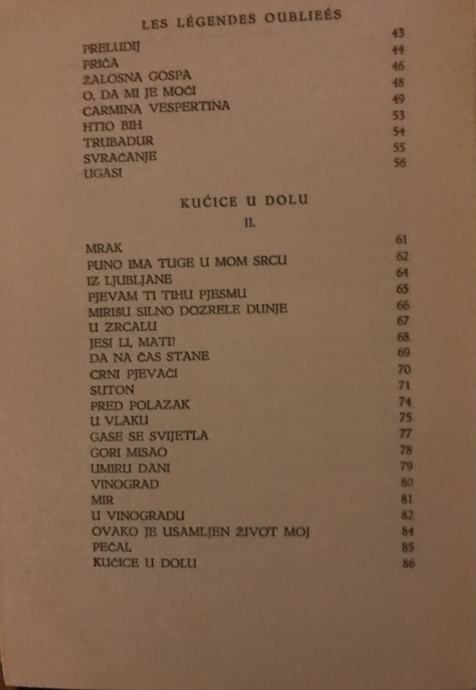 LES LÉGENDES OUBLIEÉS
PRELUDIJ 43
PRIČA 44
ŽALOSNA GOSPA 46
O, DA MI JE MOĆI 48
CARMINA VESPERTINA 49
HTIO BIH 53
TRUBADUR 54
SVRAĆANJE 55
UGASI 56
KUĆICE U DOLU
II.
MRAK 61
PUNO IMA TUGE U MOM SRCU 62
IZ LJUBLJANE 64
PJEVAM TI TIHU PJESMU 65
MIRISU SILNO DOZRELE DUNJE 66
U ZRCALU 67
JESI LI, MATI? 68
DA NA ČAS STANE 69
CRNI PJEVAČI 70
SUTON 71
PRED POLAZAK 74
U VLAKU 75
GASE SE SVIJETLA 77
GORI MISAO 78
UMIRU DANI 79
VINOGRAD 80
MIR 81
U VINOGRADU 82
OVAKO JE USAMLJEN ŽIVOT MOJ 84
PEČAL 85
KUĆICE U DOLU 86